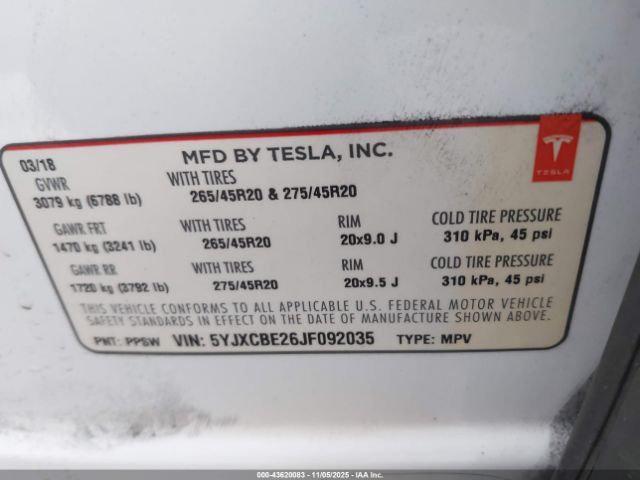 03/18
MFD BY TESLA, INC.
TESLA
GVWR WITH TIRES
3079 kg (6788 lb) 265/45R20 & 275/45R20
GAWR FRT WITH TIRES RIM COLD TIRE PRESSURE
1470 kg (3241 lb) 265/45R20 20x9.0 J 310 kPa, 45 psi
GAWR RR WITH TIRES RIM COLD TIRE PRESSURE
1720 kg (3792 lb) 275/45R20 20x9.5 J 310 kPa, 45 psi
THIS VEHICLE CONFORMS TO ALL APPLICABLE U.S. FEDERAL MOTOR VEHICLE
SAFETY STANDARDS IN EFFECT ON THE DATE OF MANUFACTURE SHOWN ABOVE.
PMT: PPSW VIN: 5YJXCBE26JF092035 TYPE: MPV
000-43620083 - 11/05/2025 - IAAI Inc.